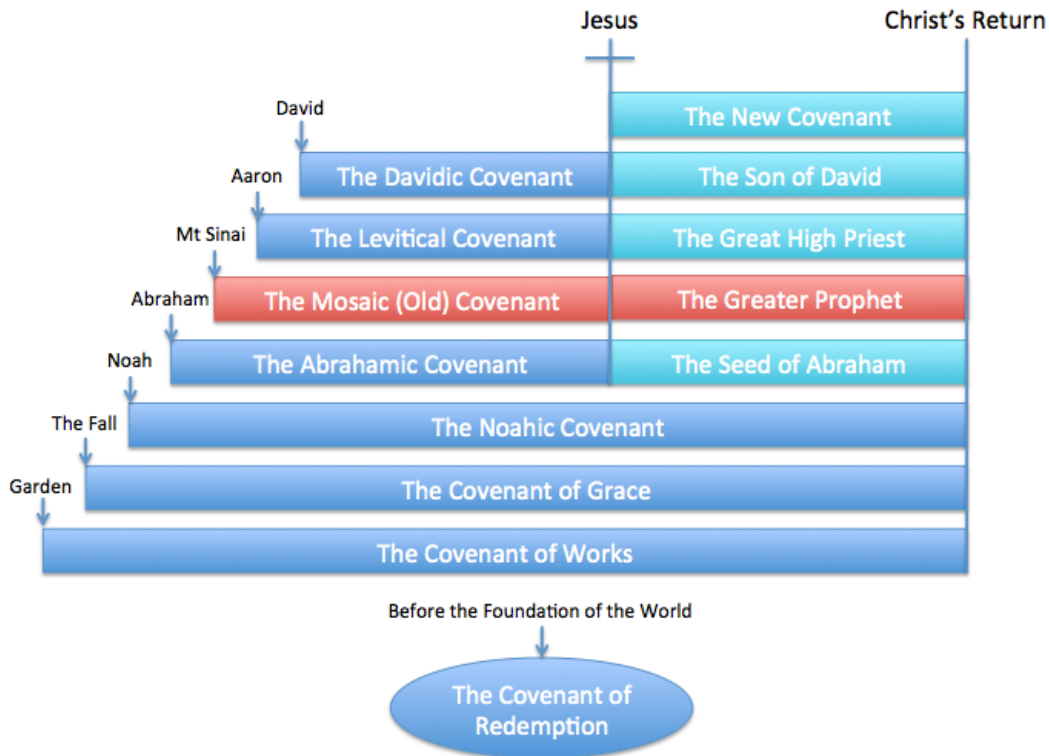 Jesus
Christ's Return
David
The New Covenant
The Davidic Covenant
The Son of David
Aaron
The Levitical Covenant
The Great High Priest
Mt Sinai
The Mosaic (Old) Covenant
The Greater Prophet
Abraham
The Abrahamic Covenant
The Seed of Abraham
Noah
The Noahic Covenant
The Fall
The Covenant of Grace
Garden
The Covenant of Works
Before the Foundation of the World
The Covenant of
Redemption